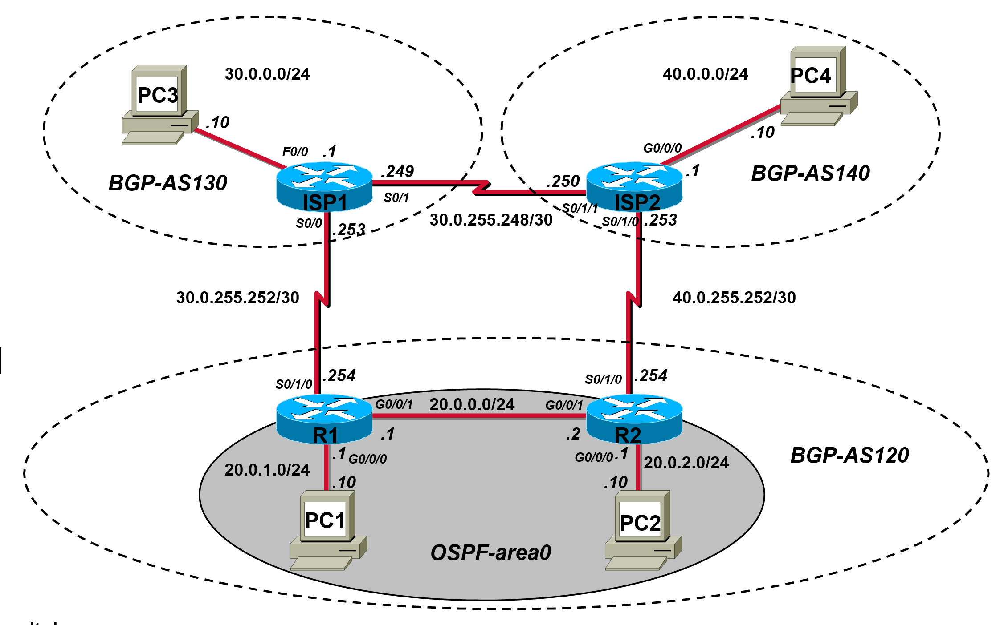 30.0.0.0/24
40.0.0.0/24
PC3
PC4
.10
.10
F0/0
.1
G0/0/0
.1
BGP-AS130
BGP-AS140
.249
.250
ISP1
S0/1
S0/1/1
ISP2
S0/0
.253
30.0.255.248/30
S0/1/0
.253
30.0.255.252/30
40.0.255.252/30
S0/1/0
.254
S0/1/0
.254
G0/0/1
20.0.0.0/24
G0/0/1
R1
.1
.2
R2
.1
G0/0/0
G0/0/0
.1
BGP-AS120
20.0.1.0/24
20.0.2.0/24
.10
.10
PC1
PC2
OSPF-area0